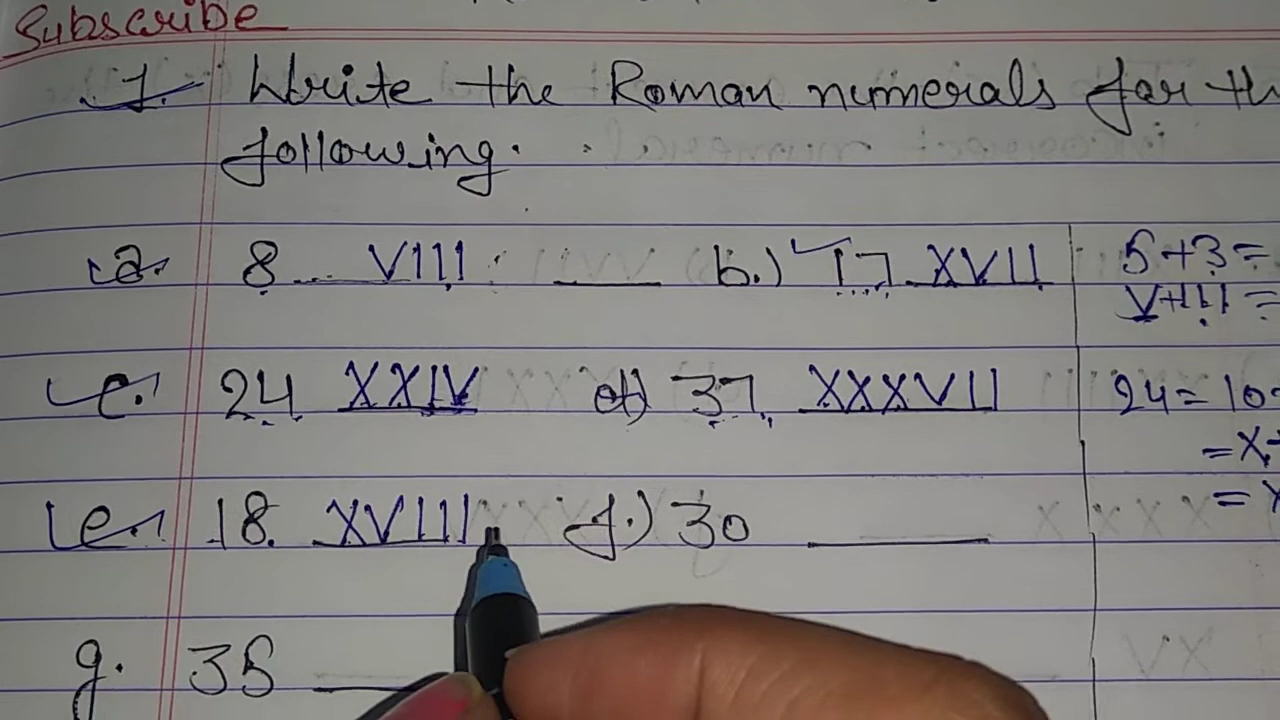 Subscribe
1. Write the Roman numerals for th
following.
a. 8 VIII b.) 17 XVII 5+3=
V+III=
c. 24 XXIV d) 37 XXXVII 24=10
=X+
e. 18. XVIII f.) 30 =X
g. 35